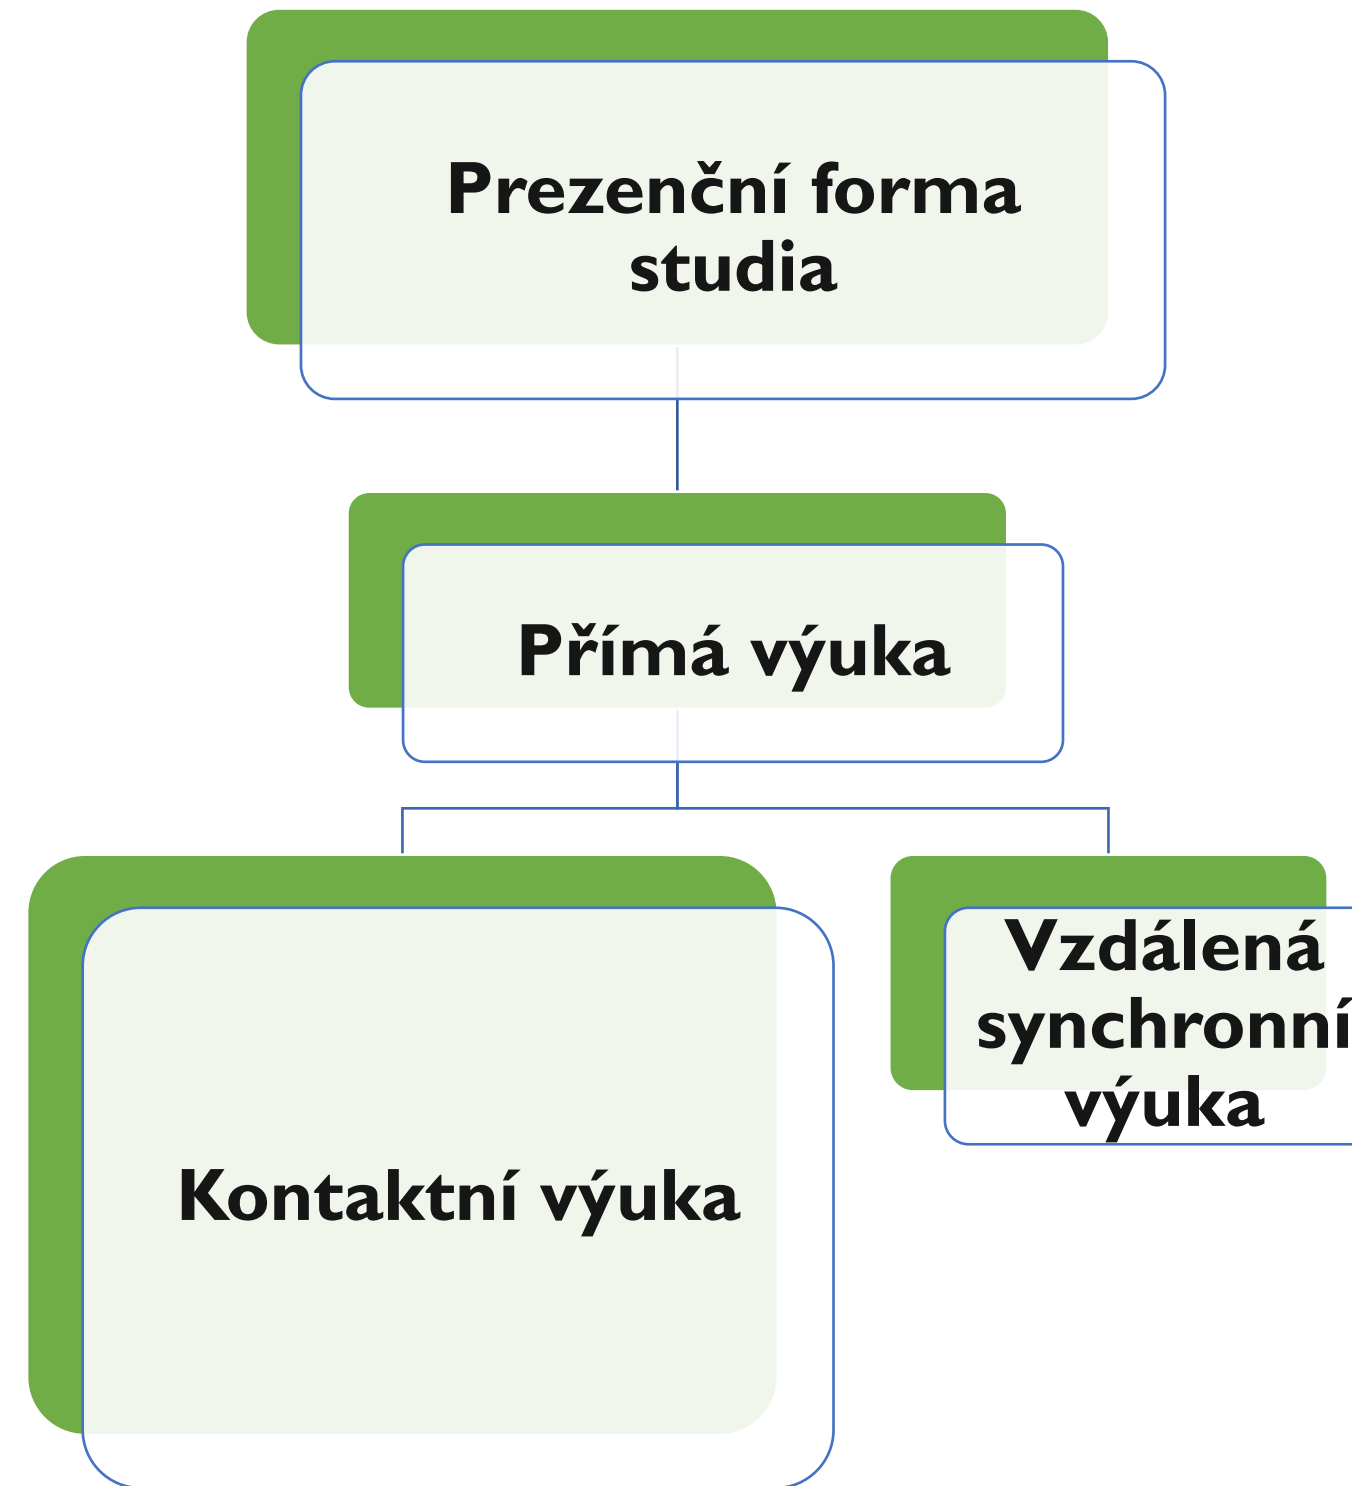 Prezenční forma
studia
Přímá výuka
Kontaktní výuka
Vzdálená
synchronní
výuka